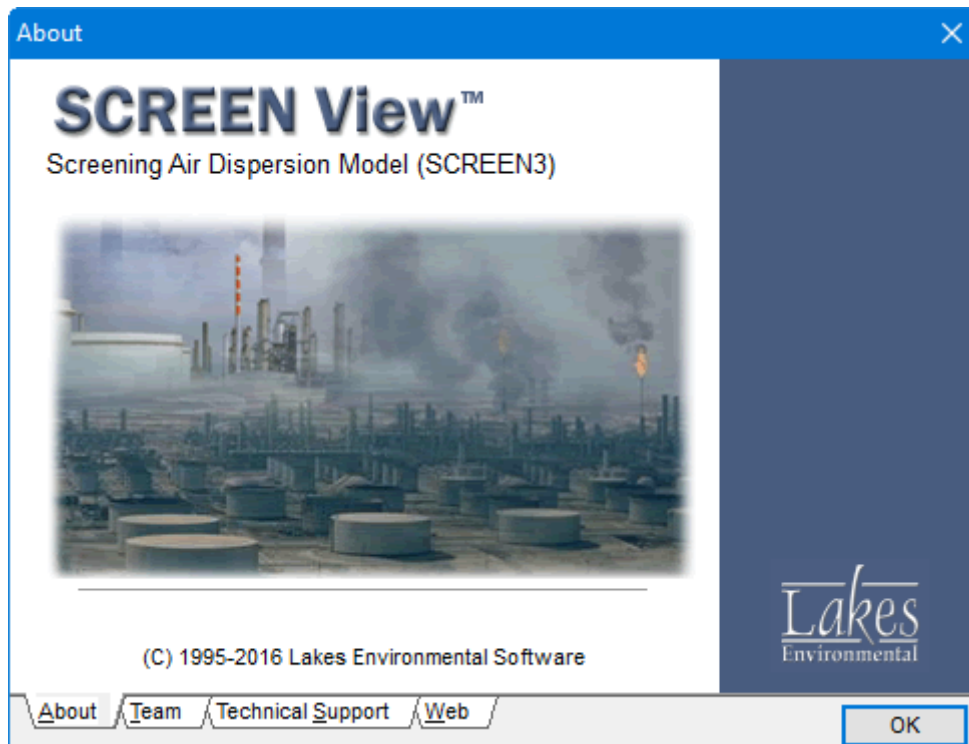 About
SCREEN View™
Screening Air Dispersion Model (SCREEN3)
Lakes
Environmental
(C) 1995-2016 Lakes Environmental Software
About Team Technical Support Web
OK